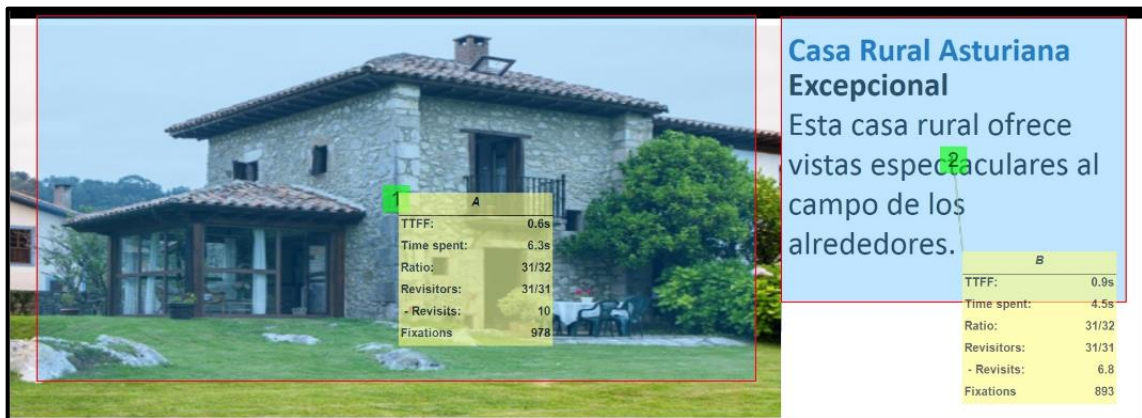 Casa Rural Asturiana
Excepcional
Esta casa rural ofrece
vistas espectaculares al
campo de los
alrededores.
1
A
TTFF: 0.6s
Time spent: 6.3s
Ratio: 31/32
Revisitors: 31/31
- Revisits: 10
Fixations 978
2
B
TTFF: 0.9s
Time spent: 4.5s
Ratio: 31/32
Revisitors: 31/31
- Revisits: 6.8
Fixations 893